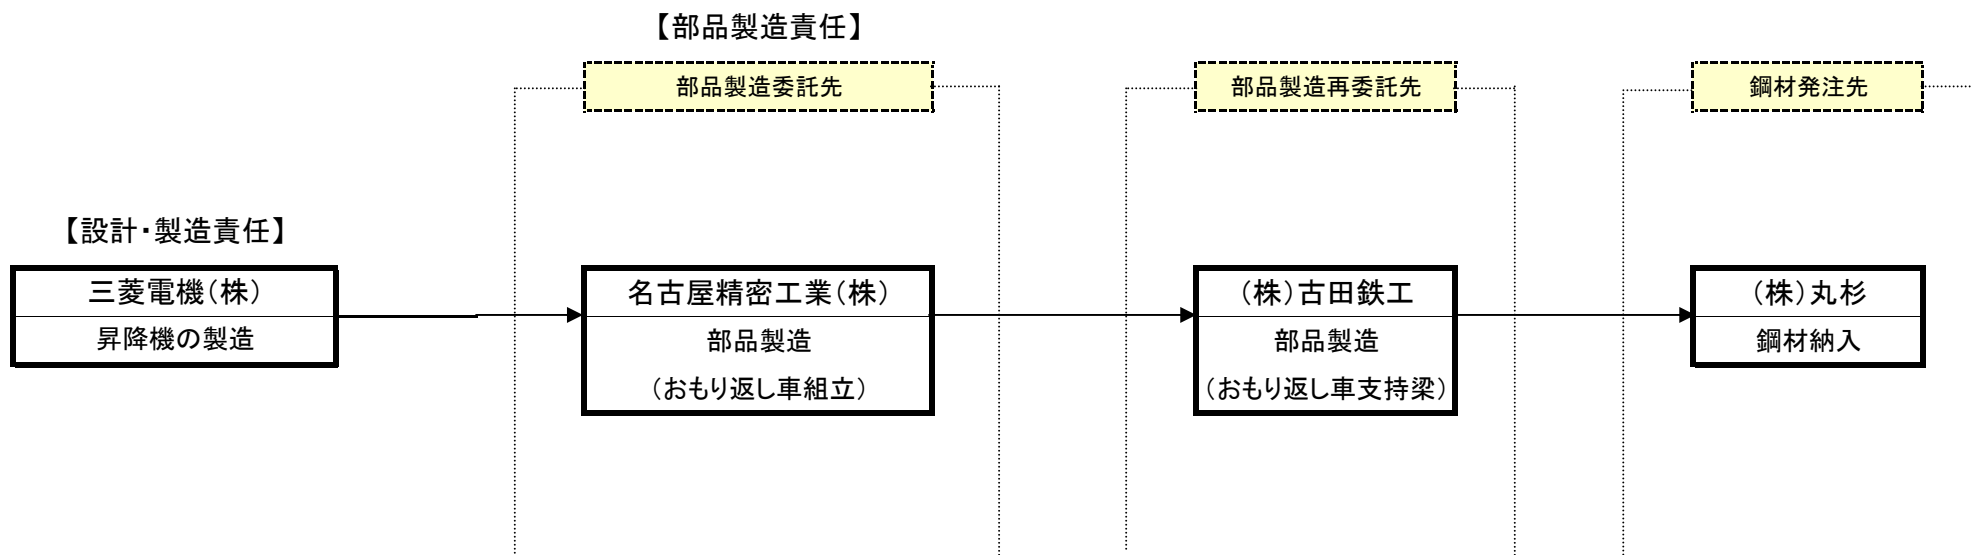 【部品製造責任】
部品製造委託先
部品製造再委託先
鋼材発注先
【設計・製造責任】
三菱電機(株)
昇降機の製造
名古屋精密工業(株)
部品製造
(おもり返し車組立)
(株)古田鉄工
部品製造
(おもり返し車支持梁)
(株)丸杉
鋼材納入